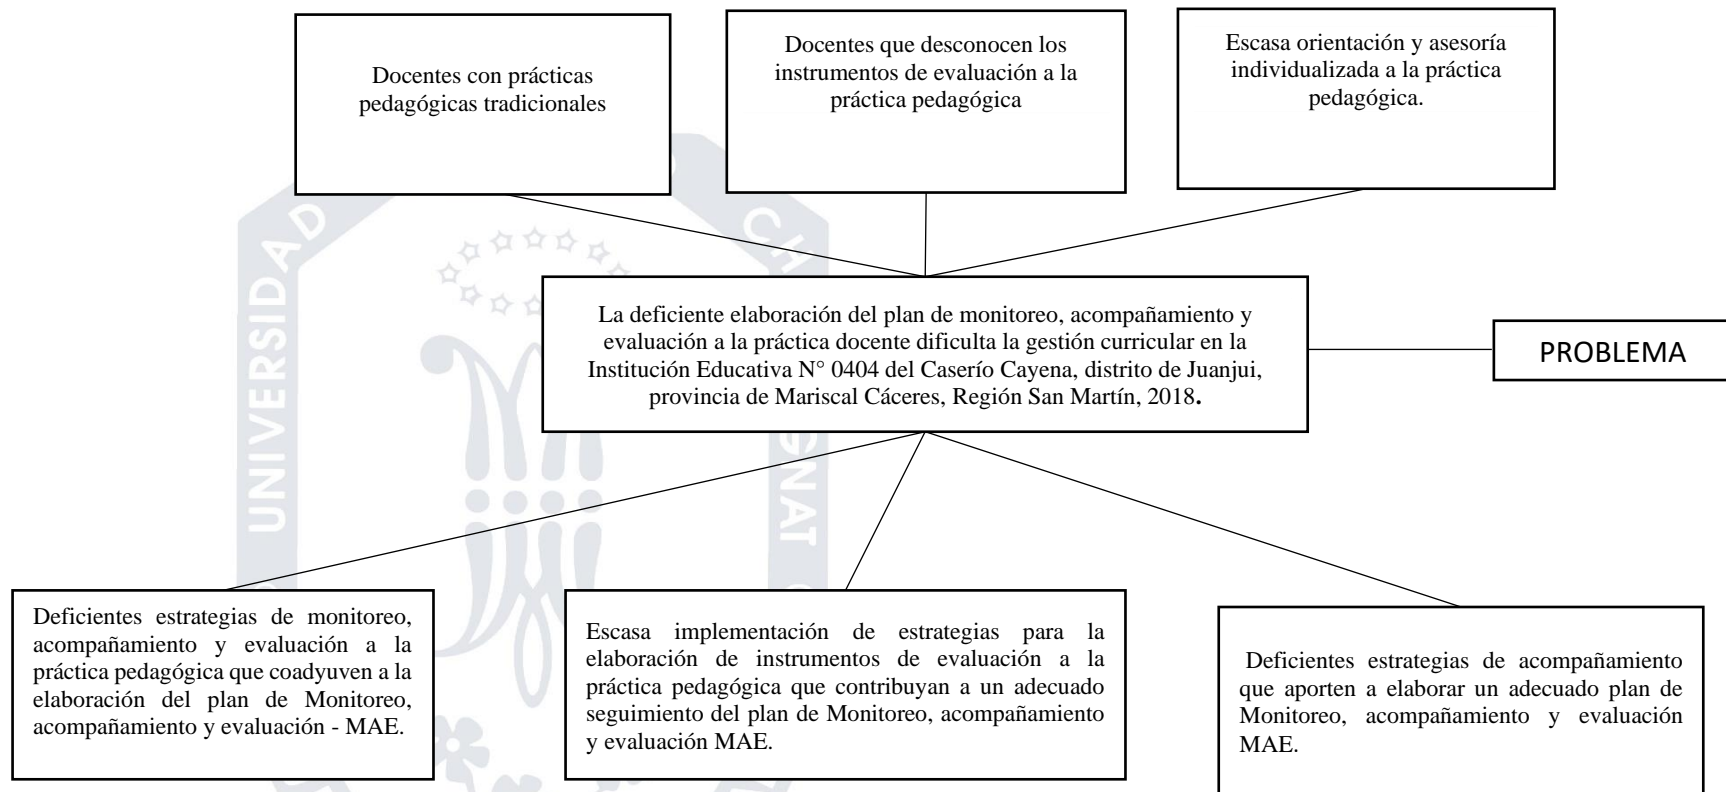 Docentes con prácticas
pedagógicas tradicionales
Docentes que desconocen los
instrumentos de evaluación a la
práctica pedagógica
Escasa orientación y asesoría
individualizada a la práctica
pedagógica.
La deficiente elaboración del plan de monitoreo, acompañamiento y
evaluación a la práctica docente dificulta la gestión curricular en la
Institución Educativa N° 0404 del Caserío Cayena, distrito de Juanjui,
provincia de Mariscal Cáceres, Región San Martín, 2018.
PROBLEMA
Deficientes estrategias de monitoreo,
acompañamiento y evaluación a la
práctica pedagógica que coadyuven a la
elaboración del plan de Monitoreo,
acompañamiento y evaluación - MAE.
Escasa implementación de estrategias para la
elaboración de instrumentos de evaluación a la
práctica pedagógica que contribuyan a un adecuado
seguimiento del plan de Monitoreo, acompañamiento
y evaluación MAE.
Deficientes estrategias de acompañamiento
que aporten a elaborar un adecuado plan de
Monitoreo, acompañamiento y evaluación
MAE.
UNIVERSIDAD